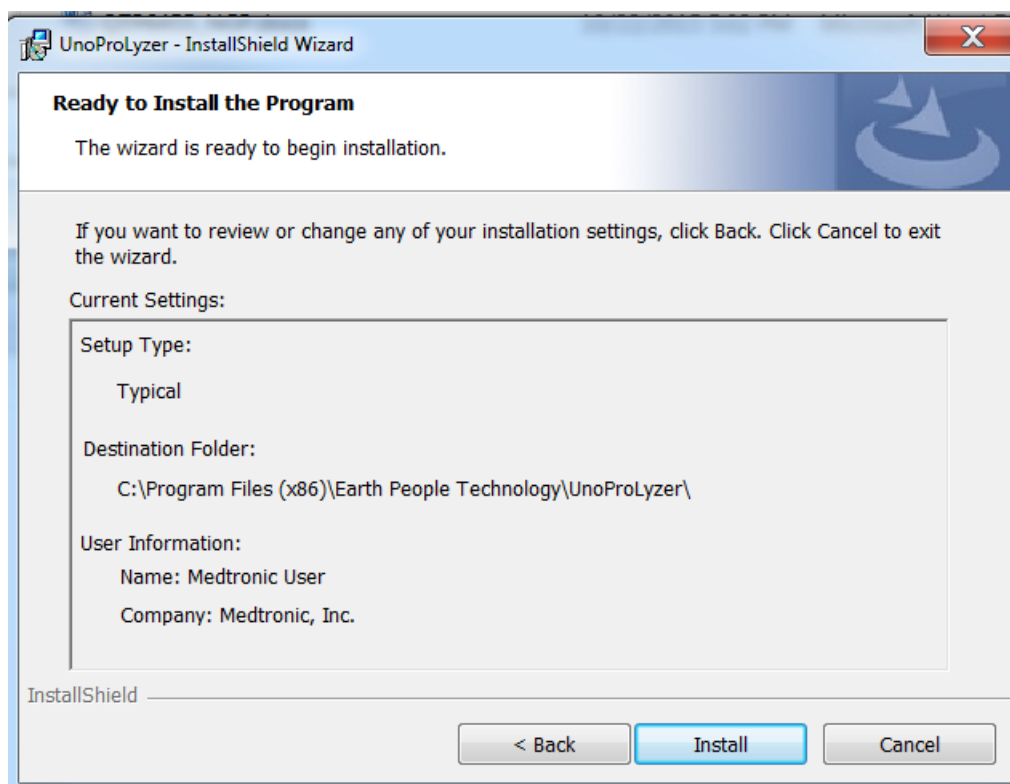 UnoProLyzer - InstallShield Wizard
Ready to Install the Program
The wizard is ready to begin installation.
If you want to review or change any of your installation settings, click Back. Click Cancel to exit
the wizard.
Current Settings:
Setup Type:
Typical
Destination Folder:
C:\Program Files (x86)\Earth People Technology\UnoProLyzer\
User Information:
Name: Medtronic User
Company: Medtronic, Inc.
InstallShield
< Back
Install
Cancel